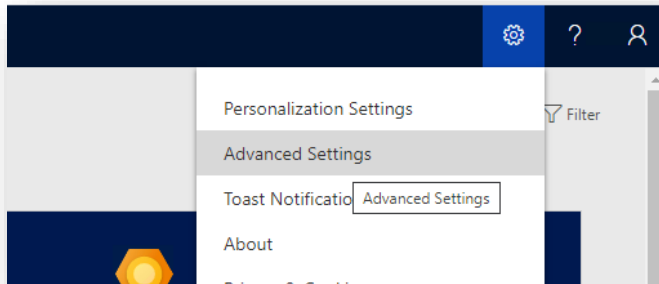 ?
Personalization Settings
Filter
Advanced Settings
Toast Notificatio
Advanced Settings
About